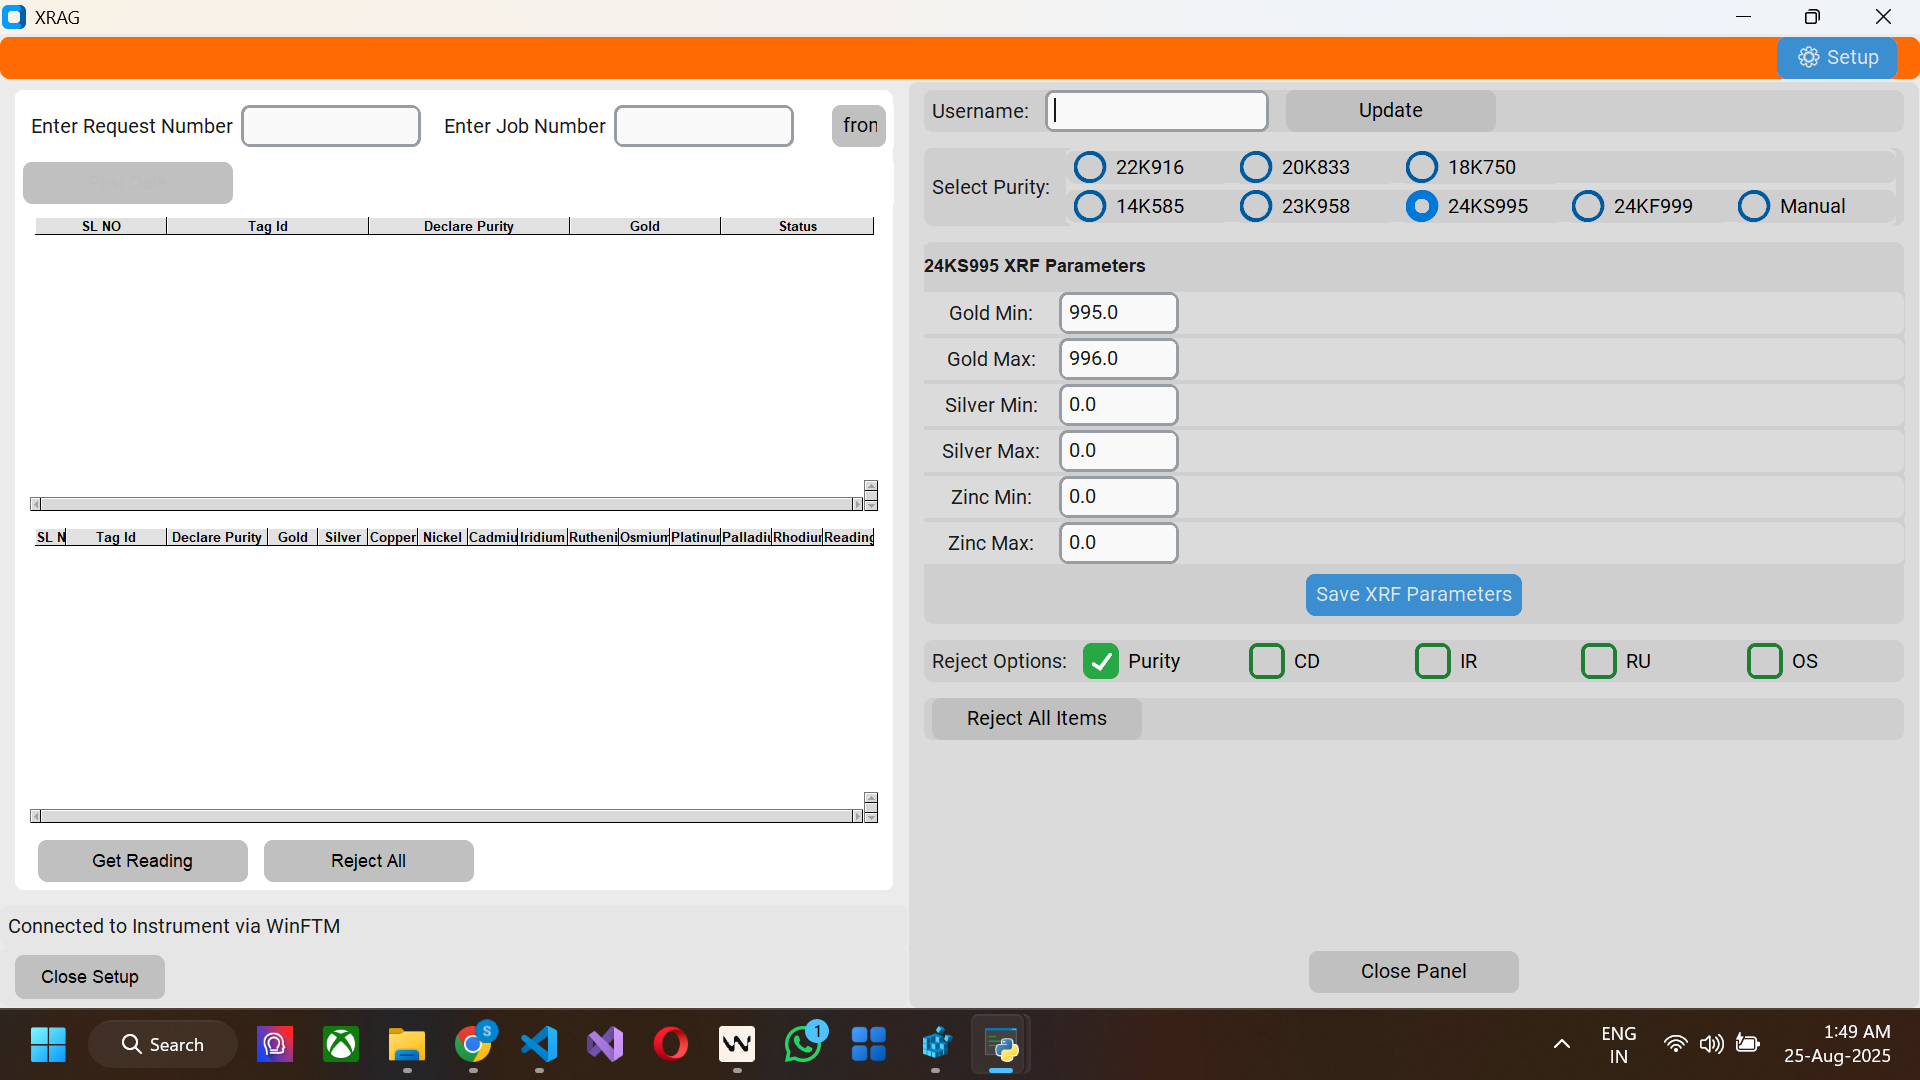 XRAG
Setup
Enter Request Number
Enter Job Number
fron
SL NO Tag Id Declare Purity Gold Status
SL N Tag Id Declare Purity Gold Silver Copper Nickel Cadmiu Iridium Rutheni Osmium Platinur Palladiu Rhodiur Reading
Get Reading
Reject All
Connected to Instrument via WinFTM
Close Setup
Username:
Update
Select Purity:
22K916 20K833 18K750
14K585 23K958 24KS995 24KF999 Manual
24KS995 XRF Parameters
Gold Min: 995.0
Gold Max: 996.0
Silver Min: 0.0
Silver Max: 0.0
Zinc Min: 0.0
Zinc Max: 0.0
Save XRF Parameters
Reject Options: Purity CD IR RU OS
Reject All Items
Close Panel
Search
S
1
ENG
IN
1:49 AM
25-Aug-2025